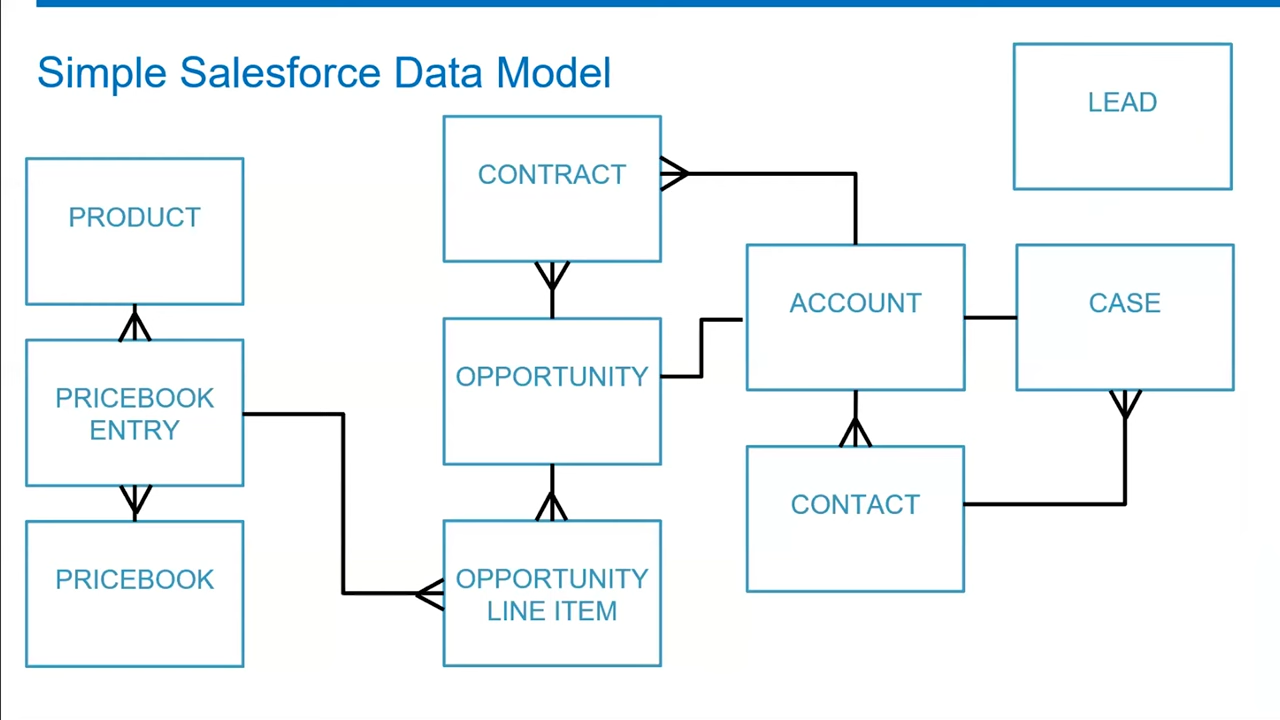 Simple Salesforce Data Model
LEAD
CONTRACT
PRODUCT
ACCOUNT
CASE
OPPORTUNITY
PRICEBOOK
ENTRY
CONTACT
OPPORTUNITY
LINE ITEM
PRICEBOOK